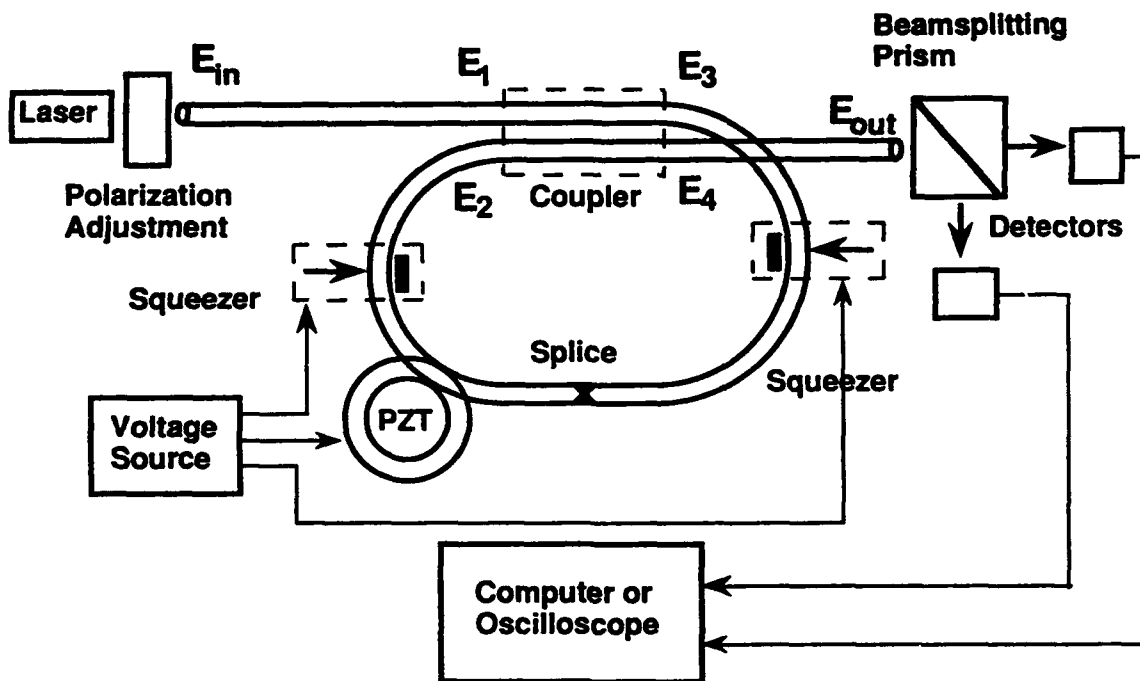 Beamsplitting
Prism
E_in
E_1
E_3
Laser
E_out
Polarization
Adjustment
E_2
Coupler
E_4
Detectors
Squeezer
Splice
Squeezer
Voltage
Source
PZT
Computer or
Oscilloscope